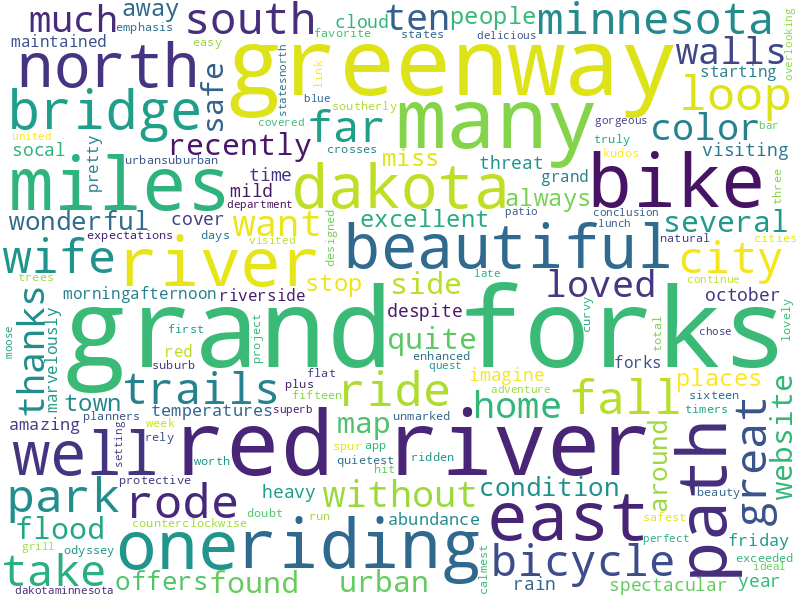 much
away
emphasis
south
cloud
favorite
ten
people
easy
states
delicious
minnesota
maintained
north
safe
greenway
statesnorth
link
blue
southerly
walls
starting
overlooking
bridge
socal
pretty
united
urbansuburban
recently
covered
far
crosses
many
gorgeous
truly
kudos
loop
color
bar
visiting
miles
time
mild
department
dakota
miss
threat
grand
always
patio
bike
conclusion
lunch
natural
three
wonderful
cover
expectations
days
visited
want
designed
excellent
several
cities
wife
trees
river
stop
side
beautiful
late
city
continue
moose
thanks
marvelously
morningafternoon
riverside
first
red
suburb
project
grand forks
despite
quite
enhanced
flat
quest
loved
curvy
forks
october
total
chose
lovely
town
amazing
planners
trails
temperatures
week
rely
setting
plus
fifteen
superb
ride
adventure
imagine
home
fall
places
sixteen
timers
website
well
protective
red river
worth
spur
map
app
unmarked
quietest
hit
ridden
around
path
great
beauty
park
rode
heavy
without
condition
east
friday
flood
counterclockwise
doubt
run
abundance
calmest
safest
perfect
exceeded
ideal
grill
odyssey
take
dakotaminnesota
one
offers
found
riding
urban
bicycle
rain
spectacular
year